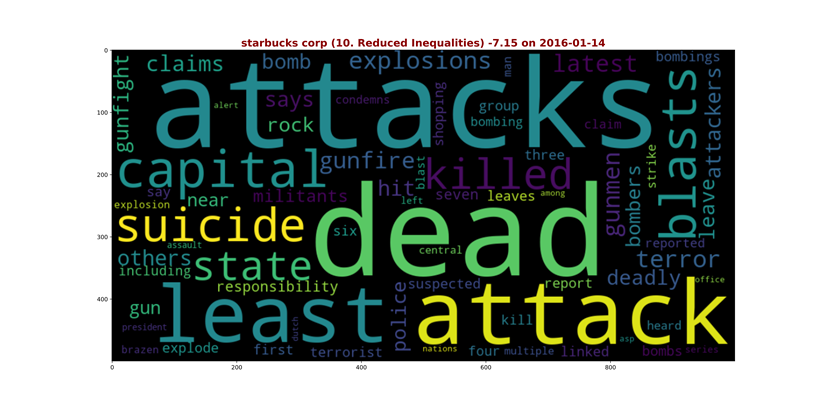 starbucks corp (10. Reduced Inequalities) -7.15 on 2016-01-14
0
100
200
300
400
0
200
400
600
800
gunfight
claims
bomb
explosions
man
latest
bombings
attacks
alert
says
condemns
rock
shopping
group
bombing
claim
blasts
attackers
capital
gunfire
blast
killed
three
gunmen
strike
say
near
militants
hit
left
seven
leaves
among
bombers
leave
explosion
suicide
assault
six
dead
central
reported
others
including
state
responsibility
suspected
report
terror
deadly
office
gun
president
least
dutch
police
attack
kill
heard
asp
brazen
explode
first
terrorist
nations
four
multiple
linked
bombs
series